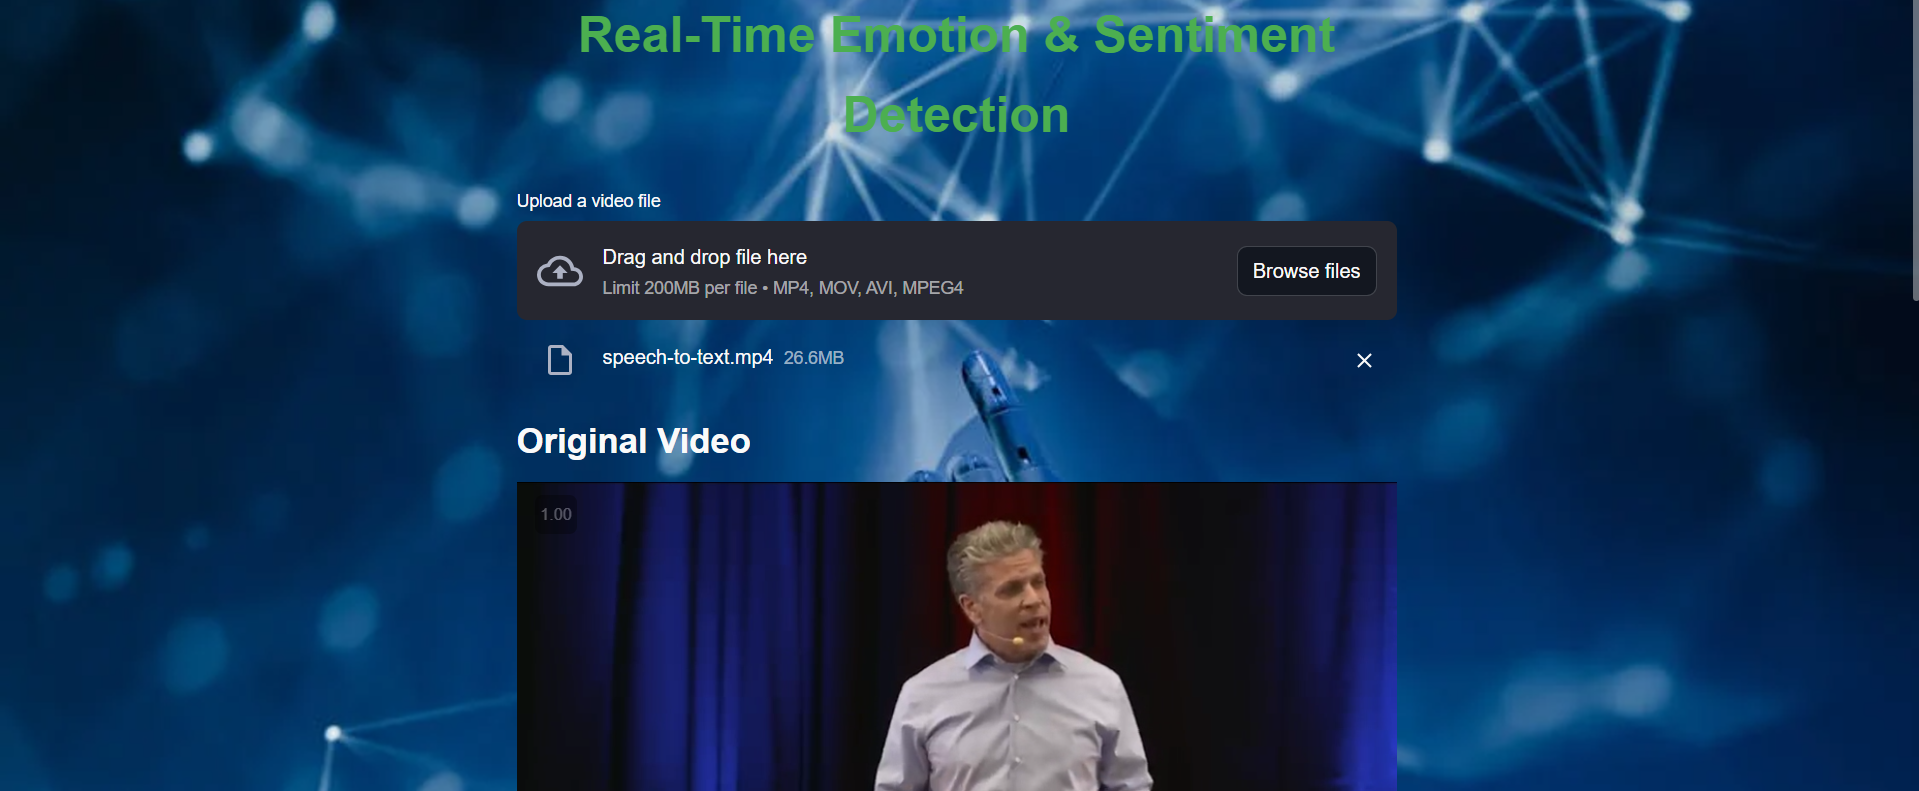 Real-Time Emotion & Sentiment
Detection
Upload a video file
Drag and drop file here
Limit 200MB per file • MP4, MOV, AVI, MPEG4
Browse files
speech-to-text.mp4 26.6MB
Original Video
1.00